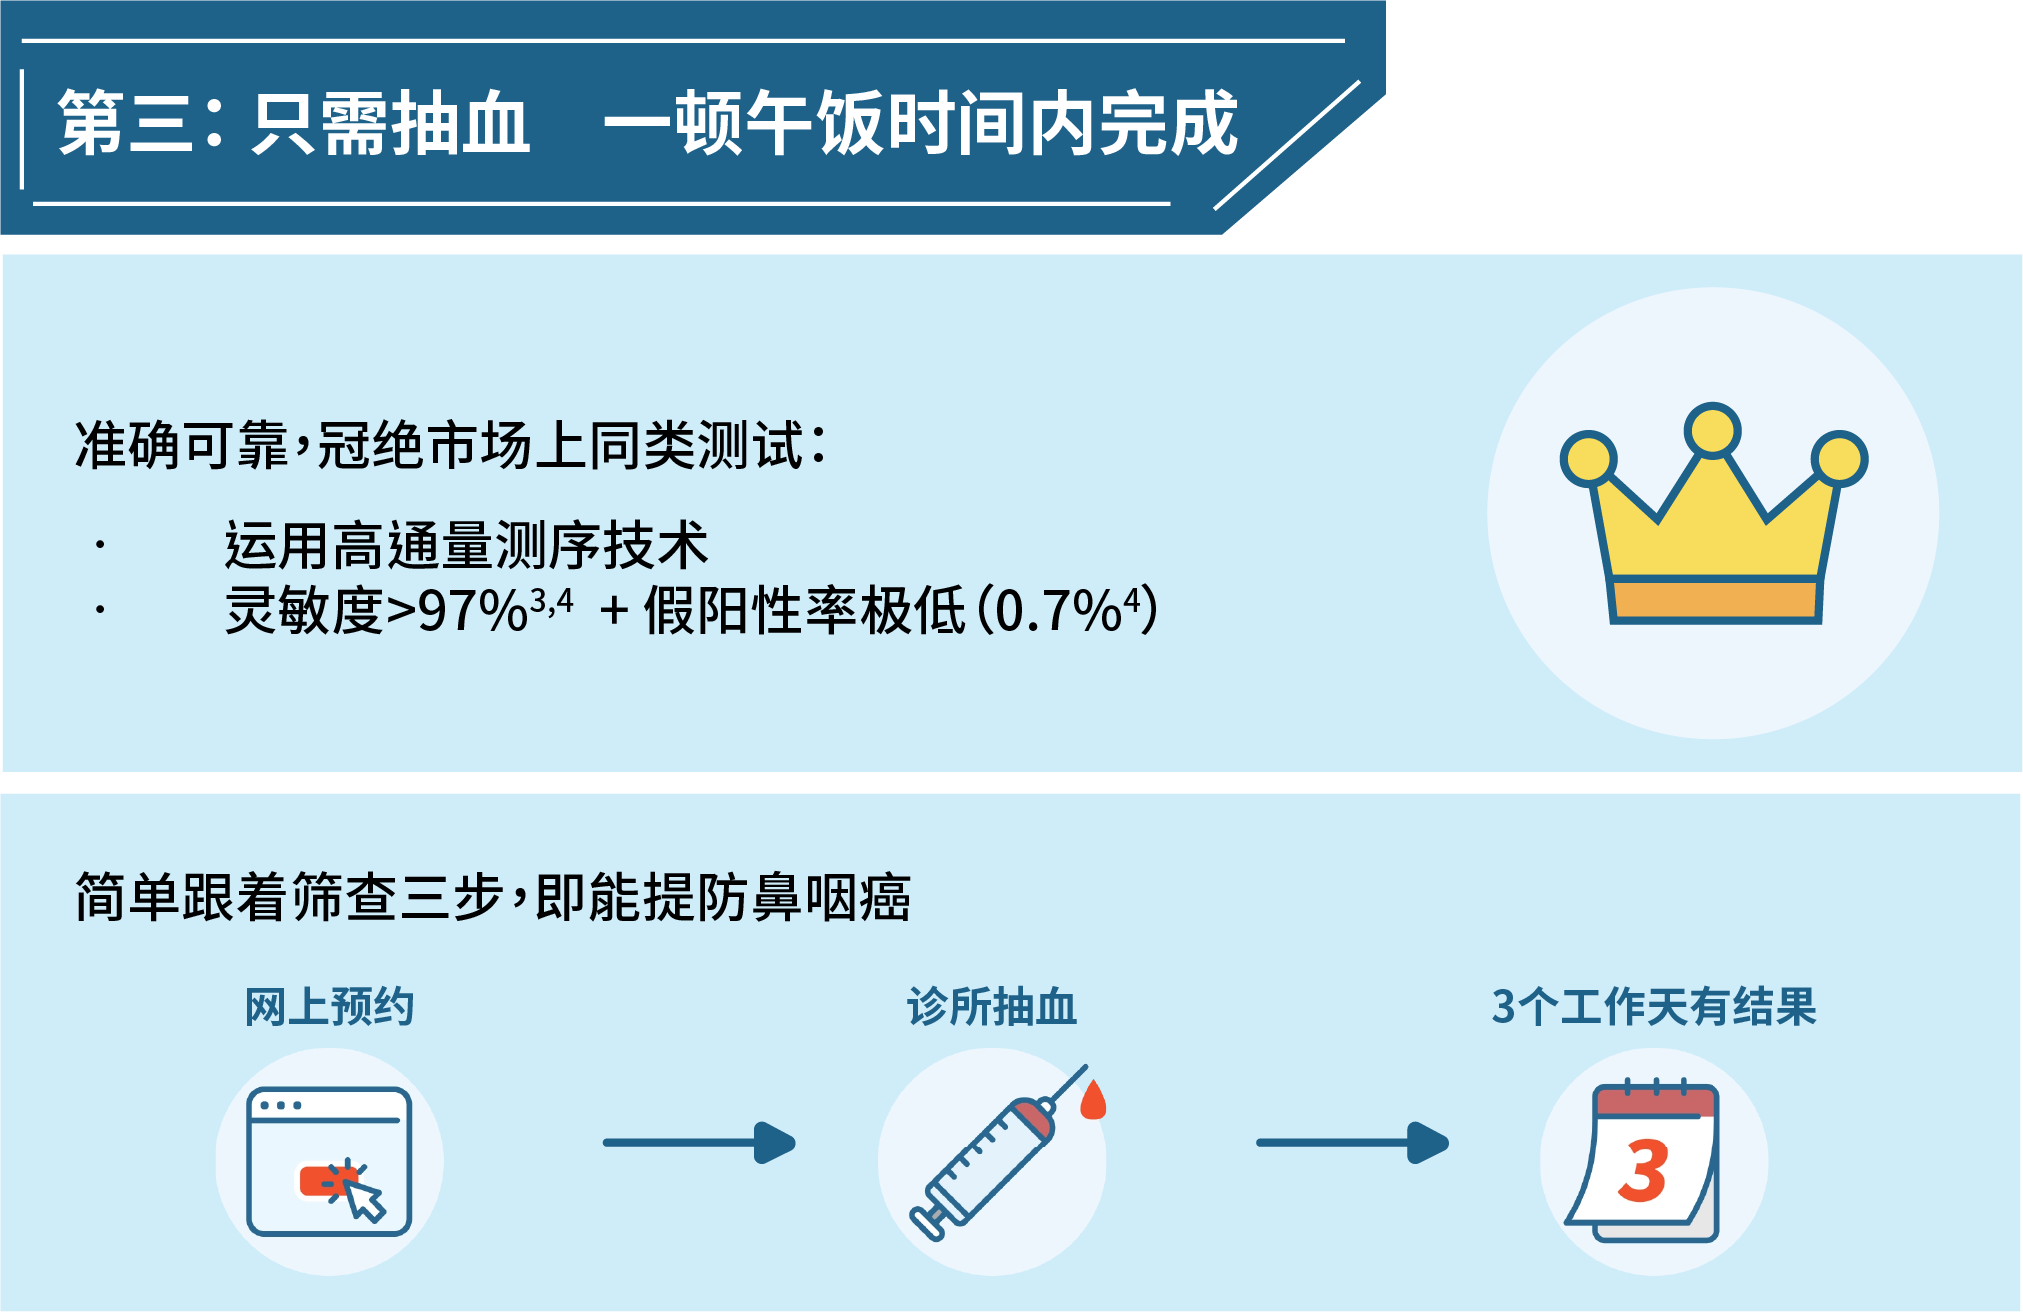 第三：只需抽血　一顿午饭时间内完成
准确可靠，冠绝市场上同类测试：
· 运用高通量测序技术
· 灵敏度>97%³,⁴ + 假阳性率极低（0.7%⁴）
简单跟着筛查三步，即能提防鼻咽癌
网上预约 诊所抽血 3个工作天有结果
3